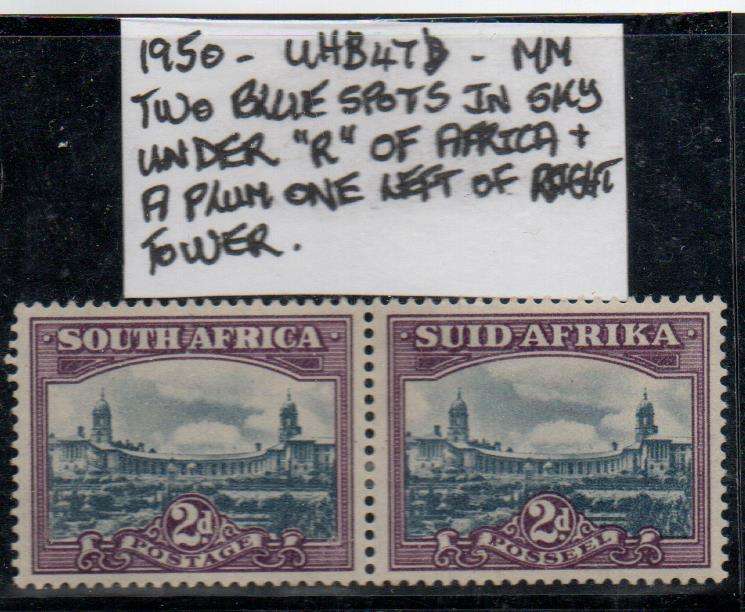 1950 - UHB47D - MM
TWO BLUE SPOTS IN SKY
UNDER "R" OF AFRICA +
A PLUM ONE LEFT OF RIGHT
TOWER.
SOUTH AFRICA
SUID-AFRIKA
2d
POSTAGE
2d
POSSEEL